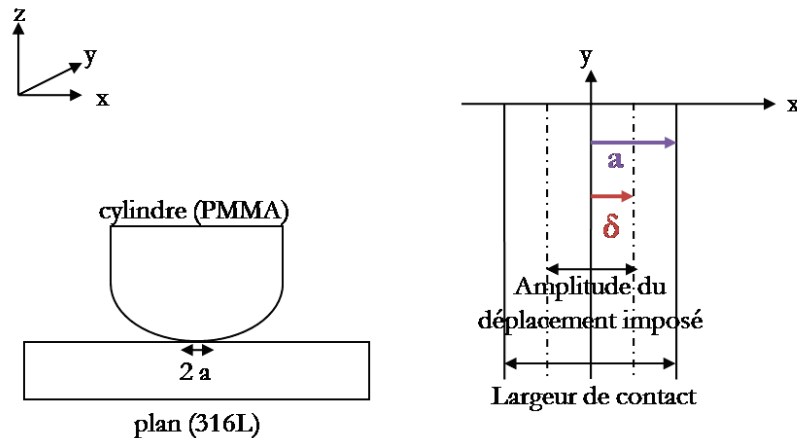 z
y
x
cylindre (PMMA)
2 a
plan (316L)
y
x
a
δ
Amplitude du
déplacement imposé
Largeur de contact